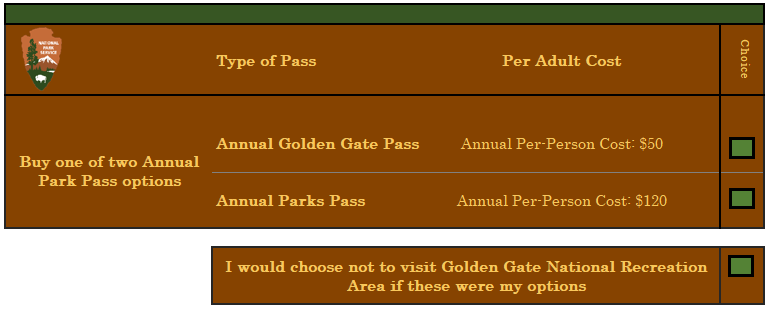 NATIONAL
PARK
SERVICE
Type of Pass
Per Adult Cost
Choice
Buy one of two Annual
Park Pass options
Annual Golden Gate Pass
Annual Per-Person Cost: $50
Annual Parks Pass
Annual Per-Person Cost: $120
I would choose not to visit Golden Gate National Recreation
Area if these were my options